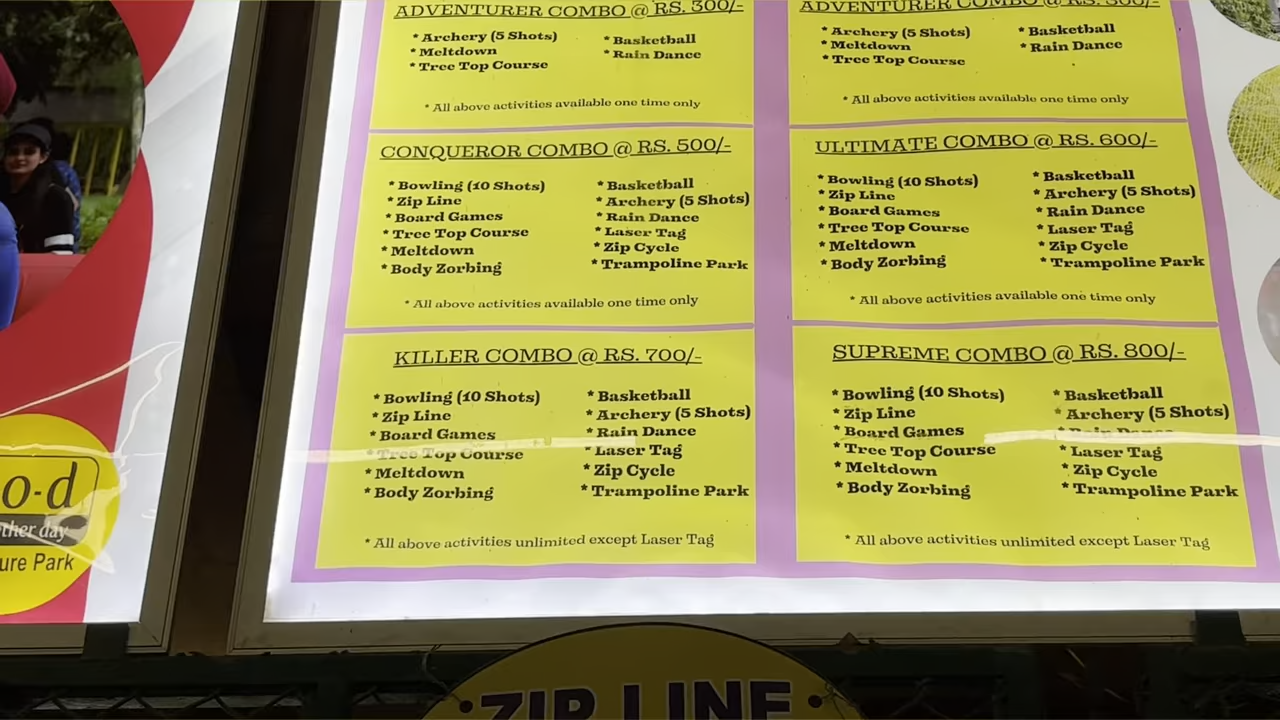 ADVENTURER COMBO @ RS. 300/-
* Archery (5 Shots)
* Meltdown
* Tree Top Course
* Basketball
* Rain Dance
* All above activities available one time only
CONQUEROR COMBO @ RS. 500/-
* Bowling (10 Shots)
* Zip Line
* Board Games
* Tree Top Course
* Meltdown
* Body Zorbing
* Basketball
* Archery (5 Shots)
* Rain Dance
* Laser Tag
* Zip Cycle
* Trampoline Park
* All above activities available one time only
KILLER COMBO @ RS. 700/-
* Bowling (10 Shots)
* Zip Line
* Board Games
* Tree Top Course
* Meltdown
* Body Zorbing
* Basketball
* Archery (5 Shots)
* Rain Dance
* Laser Tag
* Zip Cycle
* Trampoline Park
* All above activities unlimited except Laser Tag
ADVENTURER COMBO @ RS.
* Archery (5 Shots)
* Meltdown
* Tree Top Course
* Basketball
* Rain Dance
* All above activities available one time only
ULTIMATE COMBO @ RS. 600/-
* Bowling (10 Shots)
* Zip Line
* Board Games
* Tree Top Course
* Meltdown
* Body Zorbing
* Basketball
* Archery (5 Shots)
* Rain Dance
* Laser Tag
* Zip Cycle
* Trampoline Park
* All above activities available one time only
SUPREME COMBO @ RS. 800/-
* Bowling (10 Shots)
* Zip Line
* Board Games
* Tree Top Course
* Meltdown
* Body Zorbing
* Basketball
* Archery (5 Shots)
* Rain Dance
* Laser Tag
* Zip Cycle
* Trampoline Park
* All above activities unlimited except Laser Tag
o-d
other day
ure Park
ZIP LINE